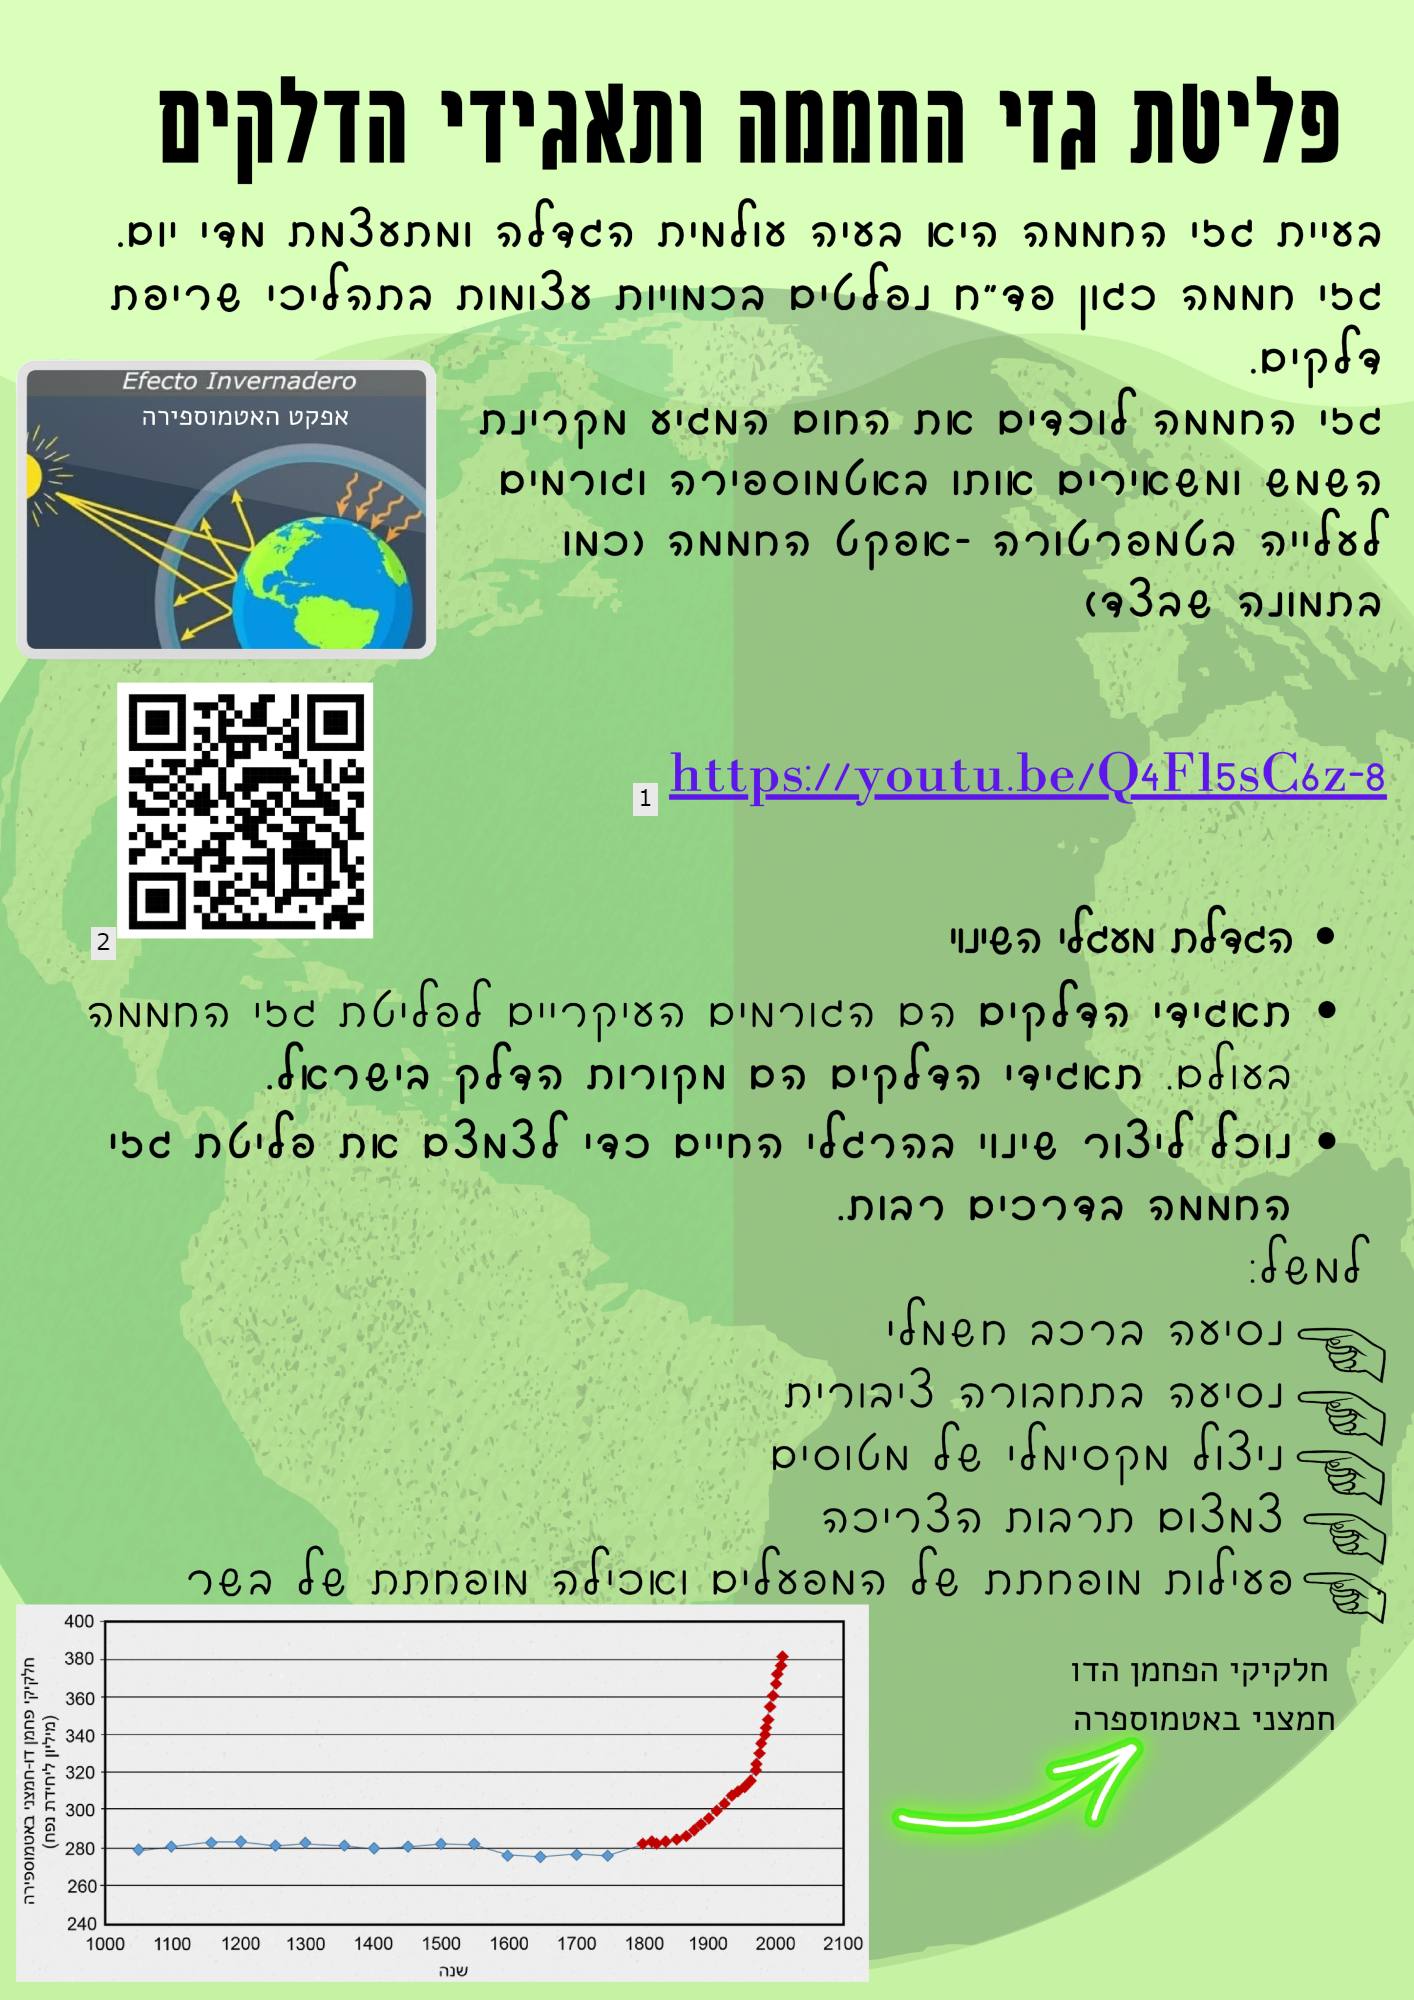 פליטת גזי החממה ותאגידי הדלקים
בעיית גזי החממה היא בעיה עולמית הגדלה ומתעצמת מדי יום.
גזי חממה כגון פד״ח נפלטים בכמויות עצומות בתהליכי שריפת
דלקים.
גזי החממה לוכדים את החום המגיע מקרינת
השמש ומשאירים אותו באטמוספירה וגורמים
לעלייה בטמפרטורה -אפקט החממה (כמו
בתמונה שבצד)
Efecto Invernadero
אפקט האטמוספירה
https://youtu.be/Q4Fl5sC6z-8
1
2
• הגדלת מעגלי השינוי
• תאגידי הדלקים הם הגורמים העיקריים לפליטת גזי החממה
בעולם. תאגידי הדלקים הם מקורות הדלק בישראל.
• נוכל ליצור שינוי בהרגלי החיים כדי לצמצם את פליטת גזי
החממה בדרכים רבות.
למשל:
נסיעה ברכב חשמלי
נסיעה בתחבורה ציבורית
ניצול מקסימלי של מטוסים
צמצום תרבות הצריכה
פעילות מופחתת של המפעלים ואכילה מופחתת של בשר
חלקיקי הפחמן הדו
חמצני באטמוספרה
חלקיקי פחמן דו-חמצני באטמוספירה
(מיליון ליחידת נפח)
400
380
360
340
320
300
280
260
240
1000 1100 1200 1300 1400 1500 1600 1700 1800 1900 2000 2100
שנה